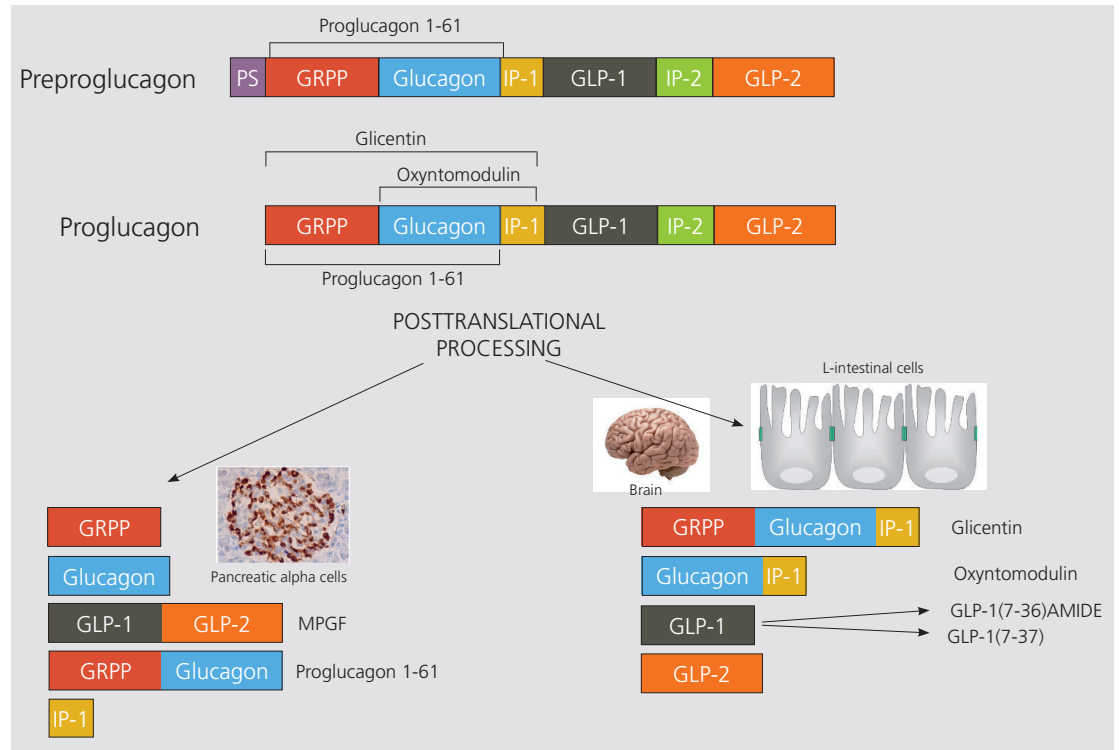 Proglucagon 1-61
Preproglucagon
PS GRPP Glucagon IP-1 GLP-1 IP-2 GLP-2
Glicentin
Oxyntomodulin
Proglucagon
GRPP Glucagon IP-1 GLP-1 IP-2 GLP-2
Proglucagon 1-61
POSTTRANSLATIONAL
PROCESSING
L-intestinal cells
Brain
Pancreatic alpha cells
GRPP
Glucagon
GLP-1 GLP-2 MPGF
GRPP Glucagon Proglucagon 1-61
IP-1
GRPP Glucagon IP-1 Glicentin
Glucagon IP-1 Oxyntomodulin
GLP-1 GLP-1(7-36)AMIDE
GLP-1(7-37)
GLP-2